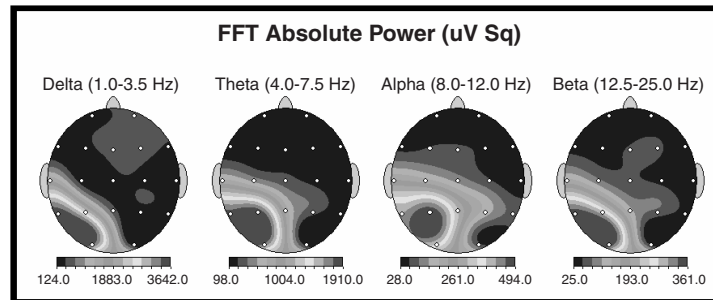 FFT Absolute Power (uV Sq)
Delta (1.0-3.5 Hz) Theta (4.0-7.5 Hz) Alpha (8.0-12.0 Hz) Beta (12.5-25.0 Hz)
124.0 1883.0 3642.0 98.0 1004.0 1910.0 28.0 261.0 494.0 25.0 193.0 361.0